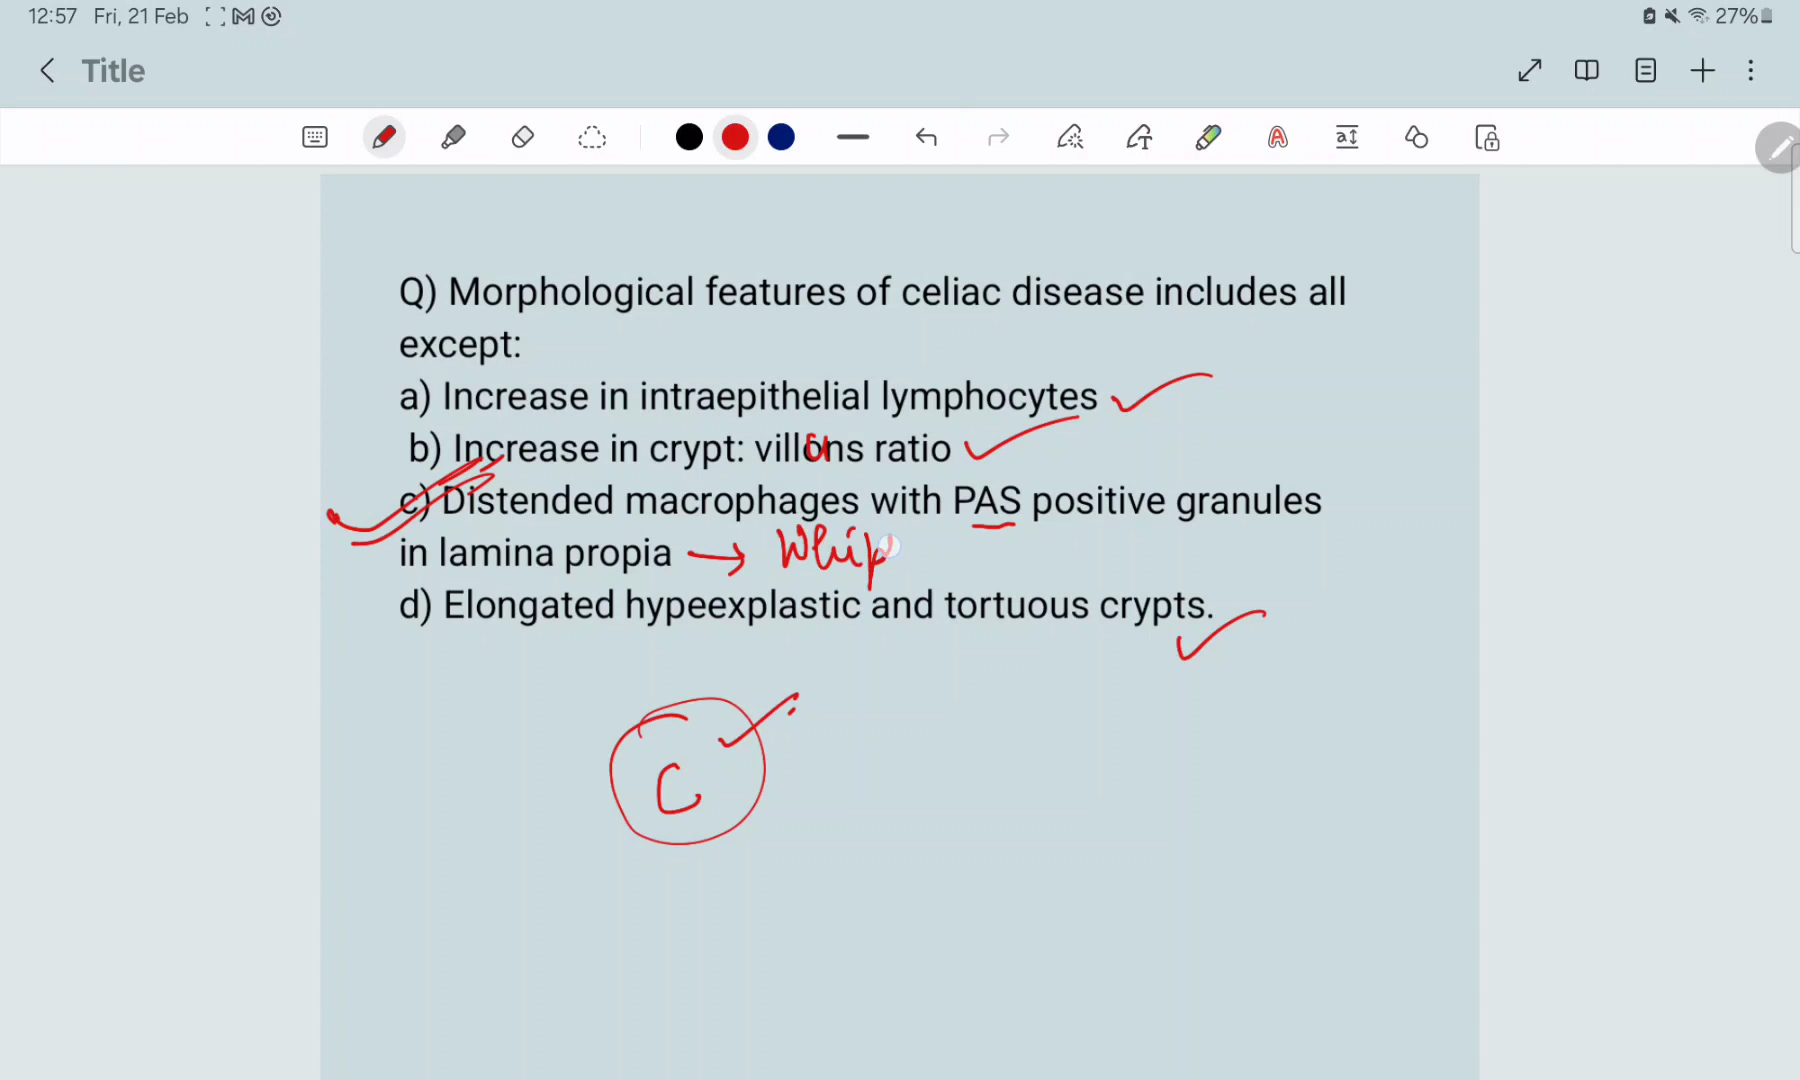 12:57 Fri, 21 Feb 27%
Title
Q) Morphological features of celiac disease includes all
except:
a) Increase in intraepithelial lymphocytes
b) Increase in crypt: villuns ratio
c) Distended macrophages with PAS positive granules
in lamina propia → Whip
d) Elongated hypeexplastic and tortuous crypts.
C